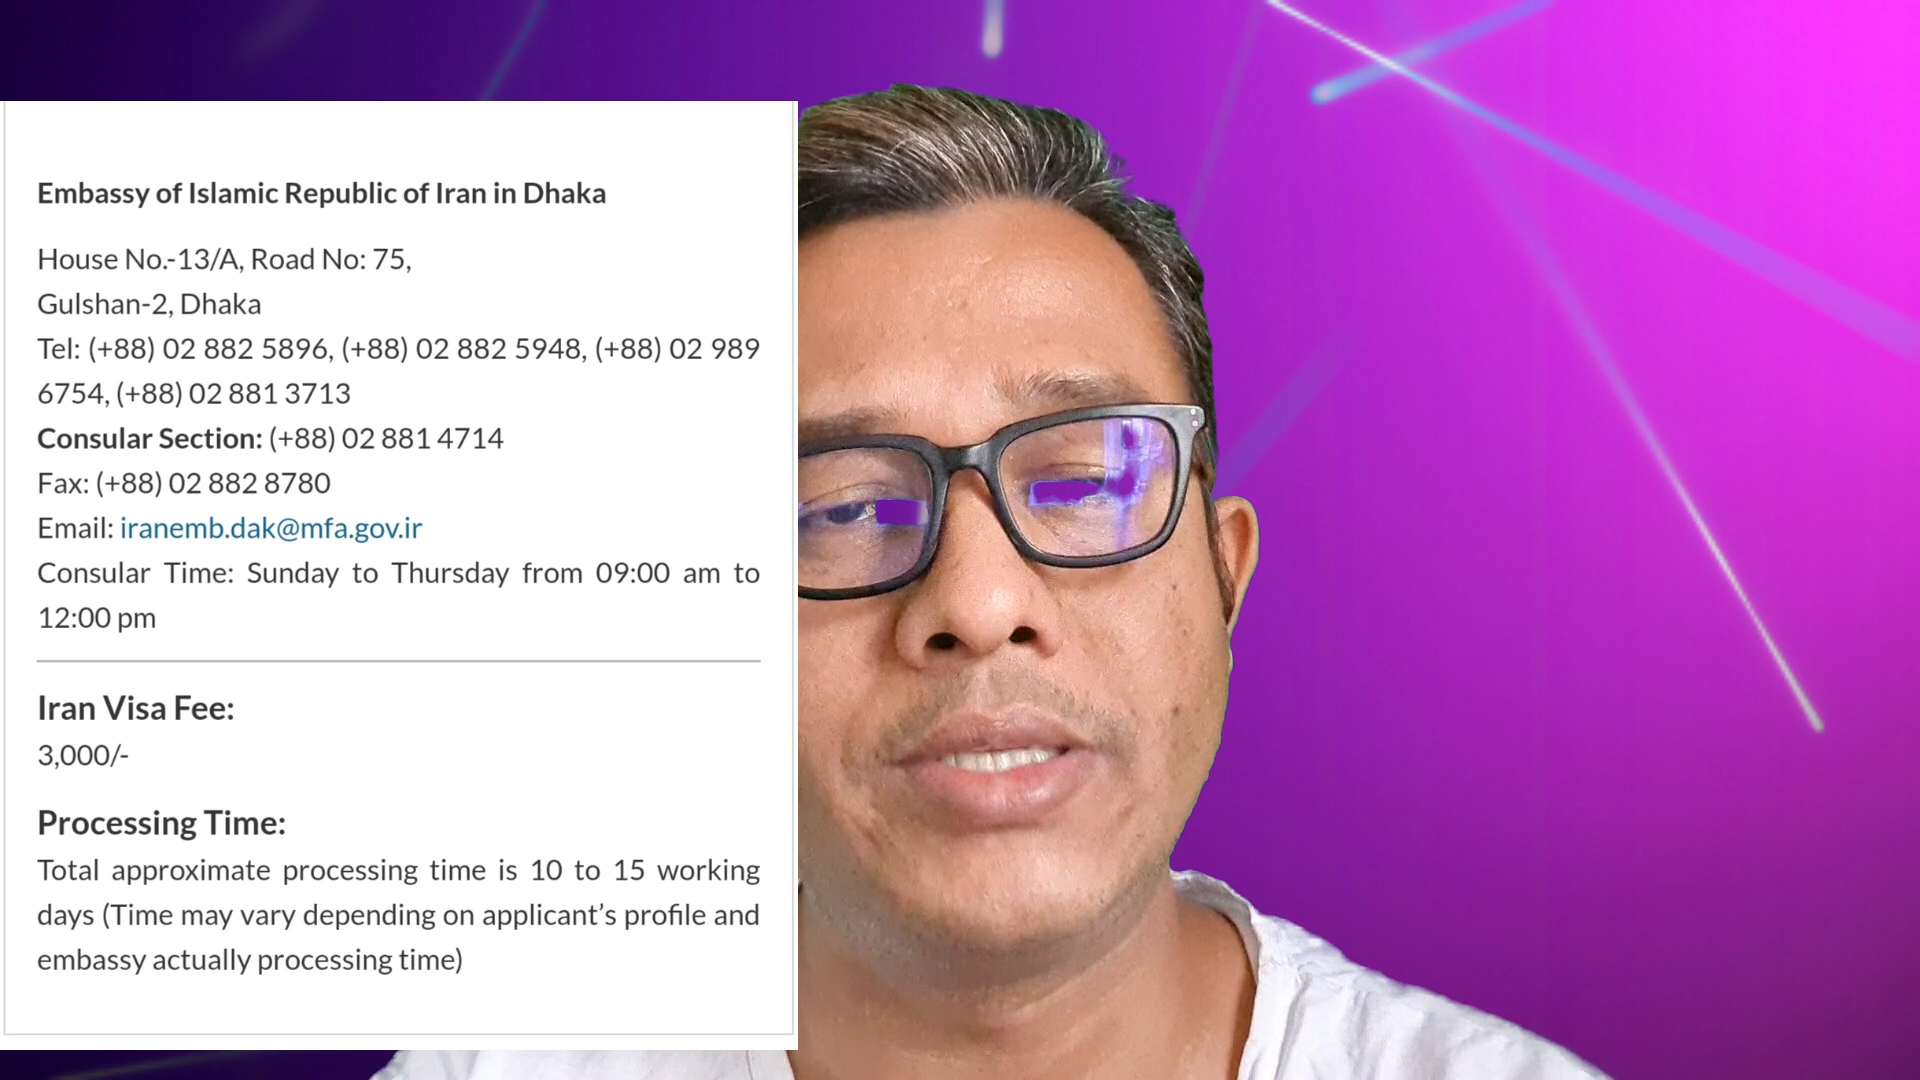 Embassy of Islamic Republic of Iran in Dhaka
House No.-13/A, Road No: 75,
Gulshan-2, Dhaka
Tel: (+88) 02 882 5896, (+88) 02 882 5948, (+88) 02 989
6754, (+88) 02 881 3713
Consular Section: (+88) 02 881 4714
Fax: (+88) 02 882 8780
Email: iranemb.dak@mfa.gov.ir
Consular Time: Sunday to Thursday from 09:00 am to
12:00 pm
Iran Visa Fee:
3,000/-
Processing Time:
Total approximate processing time is 10 to 15 working
days (Time may vary depending on applicant’s profile and
embassy actually processing time)